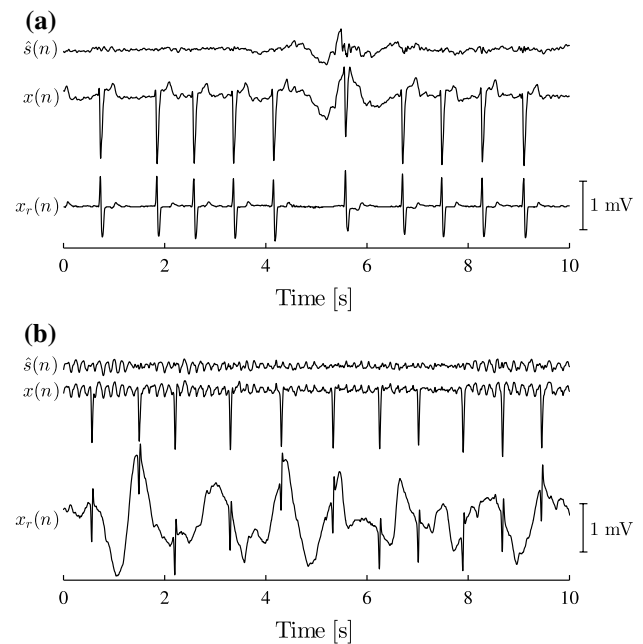 (a)
ŝ(n)
x(n)
x_r(n)
1 mV
0 2 4 6 8 10
Time [s]
(b)
ŝ(n)
x(n)
x_r(n)
1 mV
0 2 4 6 8 10
Time [s]